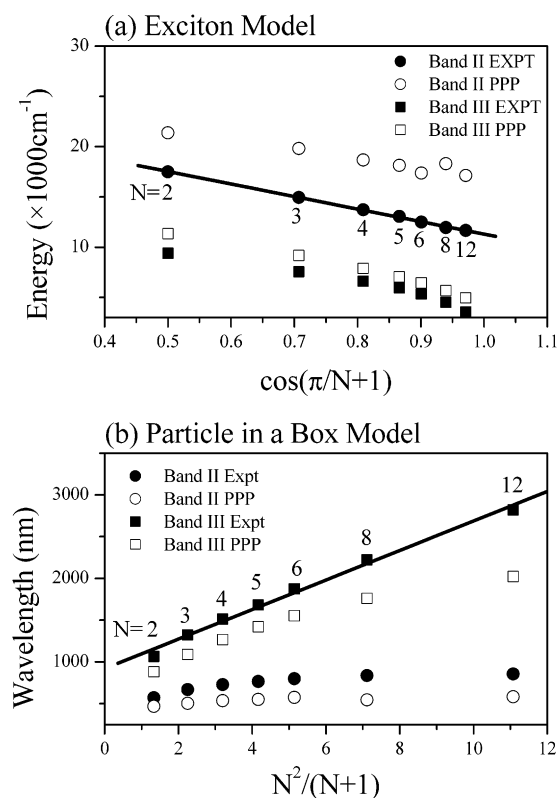 (a) Exciton Model
30
20
10
Energy (×1000cm⁻¹)
Band II EXPT
Band II PPP
Band III EXPT
Band III PPP
N=2
3
4
5
6
8
12
0.4
0.5
0.6
0.7
0.8
0.9
1.0
1.1
cos(π/N+1)
(b) Particle in a Box Model
3000
2000
1000
Wavelength (nm)
Band II Expt
Band II PPP
Band III Expt
Band III PPP
N= 2
3
4
5
6
8
12
0
2
4
6
8
10
12
N²/(N+1)